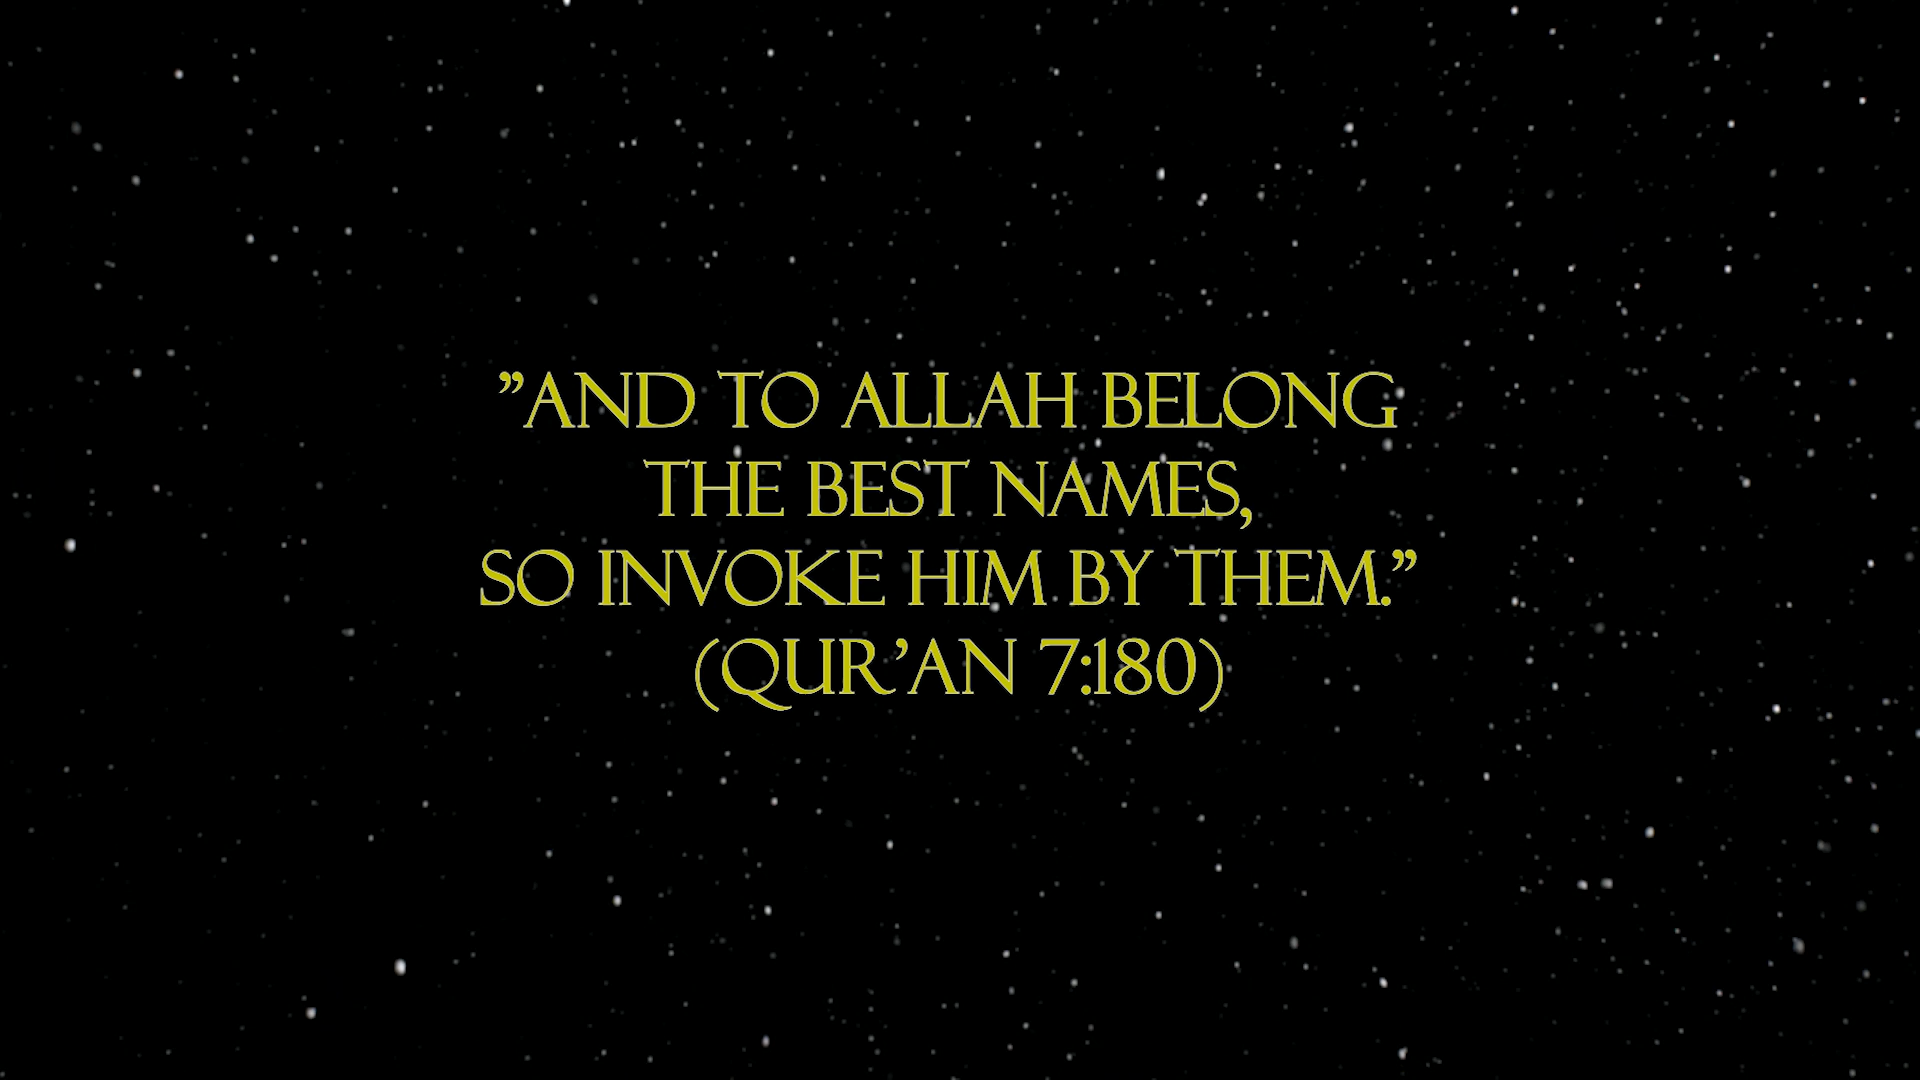 ”AND TO ALLAH BELONG
THE BEST NAMES,
SO INVOKE HIM BY THEM.”
(QUR’AN 7:180)